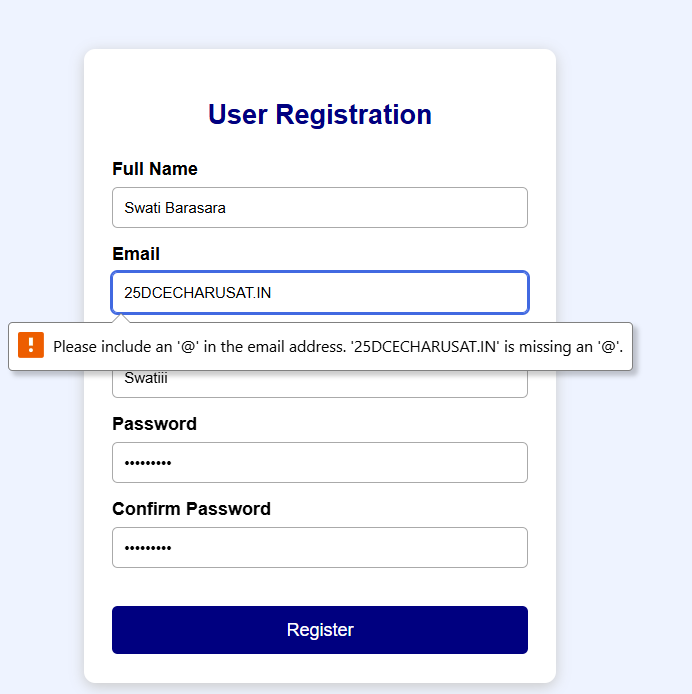 User Registration
Full Name
Swati Barasara
Email
25DCECHARUSAT.IN
Please include an '@' in the email address. '25DCECHARUSAT.IN' is missing an '@'.
Swatiii
Password
•••••••••
Confirm Password
•••••••••
Register